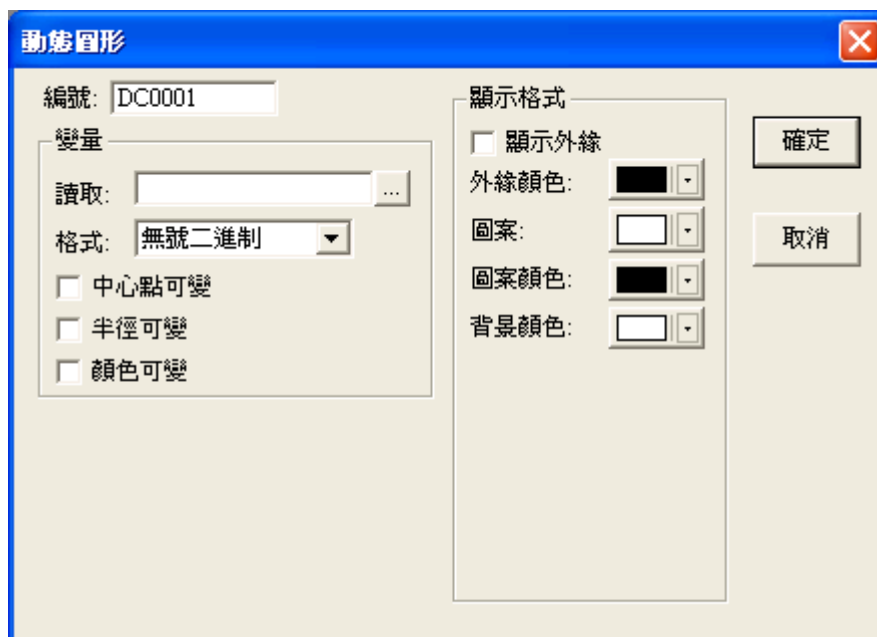 動態圓形
編號: DC0001
變量
讀取: ...
格式: 無號二進制
中心點可變
半徑可變
顏色可變
顯示格式
顯示外緣
外緣顏色:
圖案:
圖案顏色:
背景顏色:
確定
取消